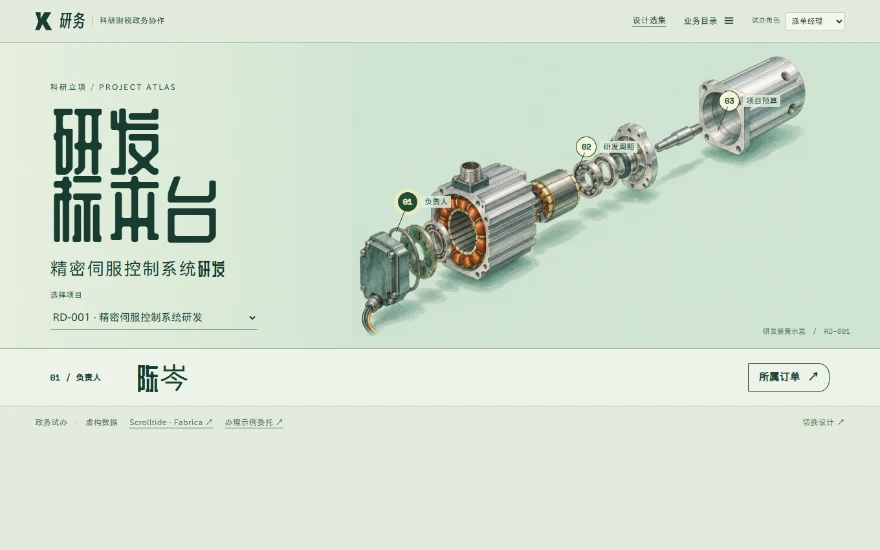 研务
科研财税政务协作
设计选集
业务目录
试办角色
派单经理
科研立项 / PROJECT ATLAS
研发
标本台
精密伺服控制系统研发
选择项目
RD-001 · 精密伺服控制系统研发
01 负责人
02 研发周期
03 项目预算
研发装置示意 / RD-001
01 / 负责人
陈岑
所属订单 ↗
政务试办 · 虚构数据
Scrolltide · Fabrica ↗
办理示例委托 ↗
切换设计 ↗